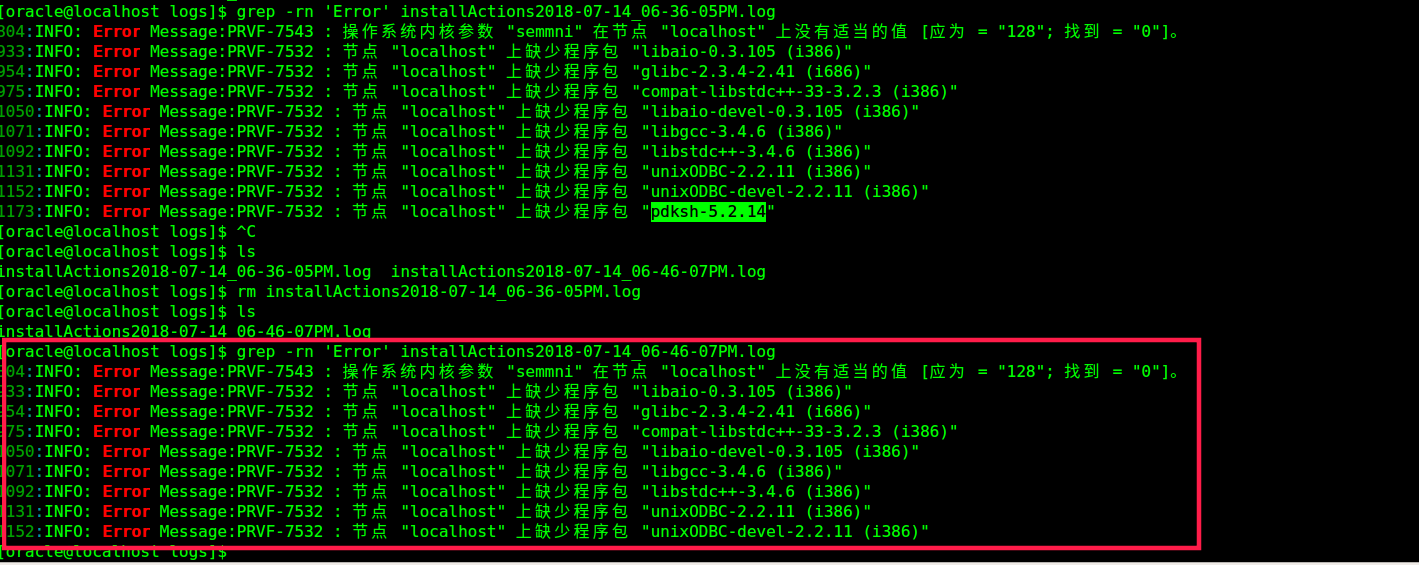 [oracle@localhost logs]$ grep -rn 'Error' installActions2018-07-14_06-36-05PM.log
804:INFO: Error Message:PRVF-7543 : 操作系统内核参数 "semmni" 在节点 "localhost" 上没有适当的值 [应为 = "128"; 找到 = "0"]。
933:INFO: Error Message:PRVF-7532 : 节点 "localhost" 上缺少程序包 "libaio-0.3.105 (i386)"
954:INFO: Error Message:PRVF-7532 : 节点 "localhost" 上缺少程序包 "glibc-2.3.4-2.41 (i686)"
975:INFO: Error Message:PRVF-7532 : 节点 "localhost" 上缺少程序包 "compat-libstdc++-33-3.2.3 (i386)"
1050:INFO: Error Message:PRVF-7532 : 节点 "localhost" 上缺少程序包 "libaio-devel-0.3.105 (i386)"
1071:INFO: Error Message:PRVF-7532 : 节点 "localhost" 上缺少程序包 "libgcc-3.4.6 (i386)"
1092:INFO: Error Message:PRVF-7532 : 节点 "localhost" 上缺少程序包 "libstdc++-3.4.6 (i386)"
1131:INFO: Error Message:PRVF-7532 : 节点 "localhost" 上缺少程序包 "unixODBC-2.2.11 (i386)"
1152:INFO: Error Message:PRVF-7532 : 节点 "localhost" 上缺少程序包 "unixODBC-devel-2.2.11 (i386)"
1173:INFO: Error Message:PRVF-7532 : 节点 "localhost" 上缺少程序包 "pdksh-5.2.14"
[oracle@localhost logs]$ ^C
[oracle@localhost logs]$ ls
installActions2018-07-14_06-36-05PM.log  installActions2018-07-14_06-46-07PM.log
[oracle@localhost logs]$ rm installActions2018-07-14_06-36-05PM.log
[oracle@localhost logs]$ ls
installActions2018-07-14_06-46-07PM.log
[oracle@localhost logs]$ grep -rn 'Error' installActions2018-07-14_06-46-07PM.log
804:INFO: Error Message:PRVF-7543 : 操作系统内核参数 "semmni" 在节点 "localhost" 上没有适当的值 [应为 = "128"; 找到 = "0"]。
933:INFO: Error Message:PRVF-7532 : 节点 "localhost" 上缺少程序包 "libaio-0.3.105 (i386)"
954:INFO: Error Message:PRVF-7532 : 节点 "localhost" 上缺少程序包 "glibc-2.3.4-2.41 (i686)"
975:INFO: Error Message:PRVF-7532 : 节点 "localhost" 上缺少程序包 "compat-libstdc++-33-3.2.3 (i386)"
1050:INFO: Error Message:PRVF-7532 : 节点 "localhost" 上缺少程序包 "libaio-devel-0.3.105 (i386)"
1071:INFO: Error Message:PRVF-7532 : 节点 "localhost" 上缺少程序包 "libgcc-3.4.6 (i386)"
1092:INFO: Error Message:PRVF-7532 : 节点 "localhost" 上缺少程序包 "libstdc++-3.4.6 (i386)"
1131:INFO: Error Message:PRVF-7532 : 节点 "localhost" 上缺少程序包 "unixODBC-2.2.11 (i386)"
1152:INFO: Error Message:PRVF-7532 : 节点 "localhost" 上缺少程序包 "unixODBC-devel-2.2.11 (i386)"
[oracle@localhost logs]$